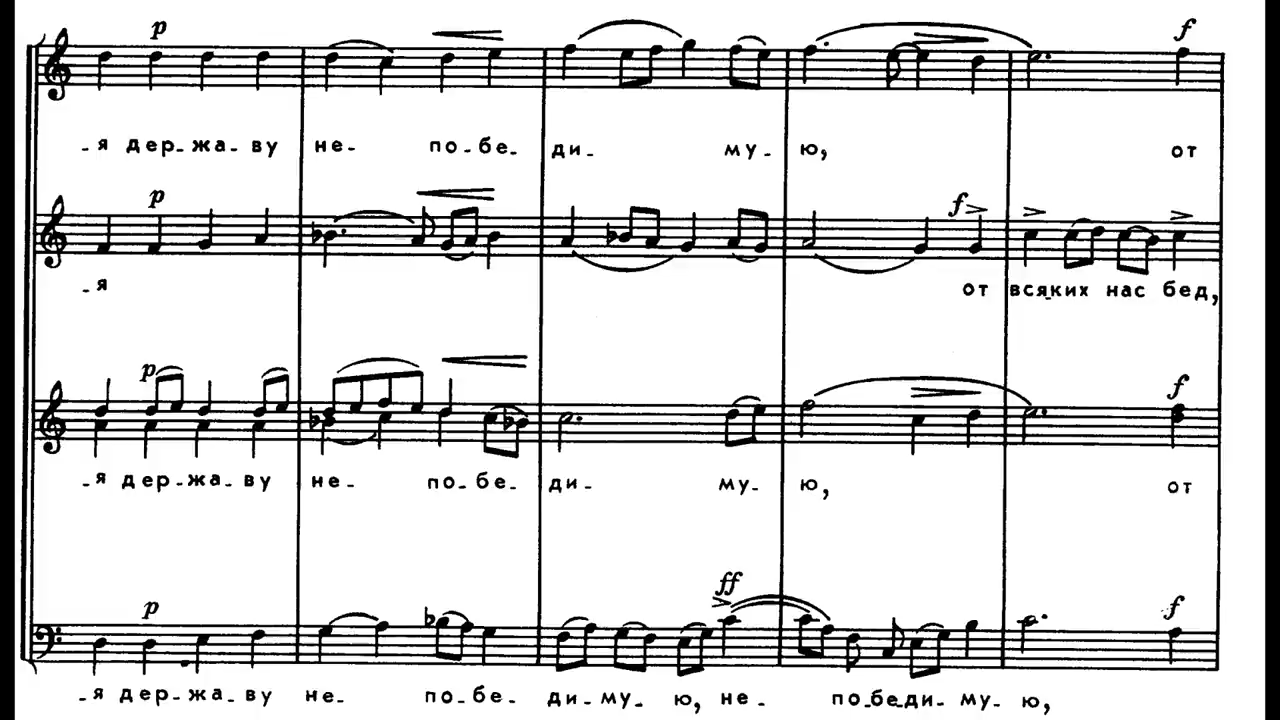 p
-я дер-жа-ву не- по-бе- ди- му- ю, от
f
p
f
-я от всяких нас бед,
p
f
-я дер-жа-ву не- по-бе- ди- му- ю, от
p
ff
f
-я дер-жа-ву не- по-бе- ди-му- ю, не- по-бе-ди- му- ю,